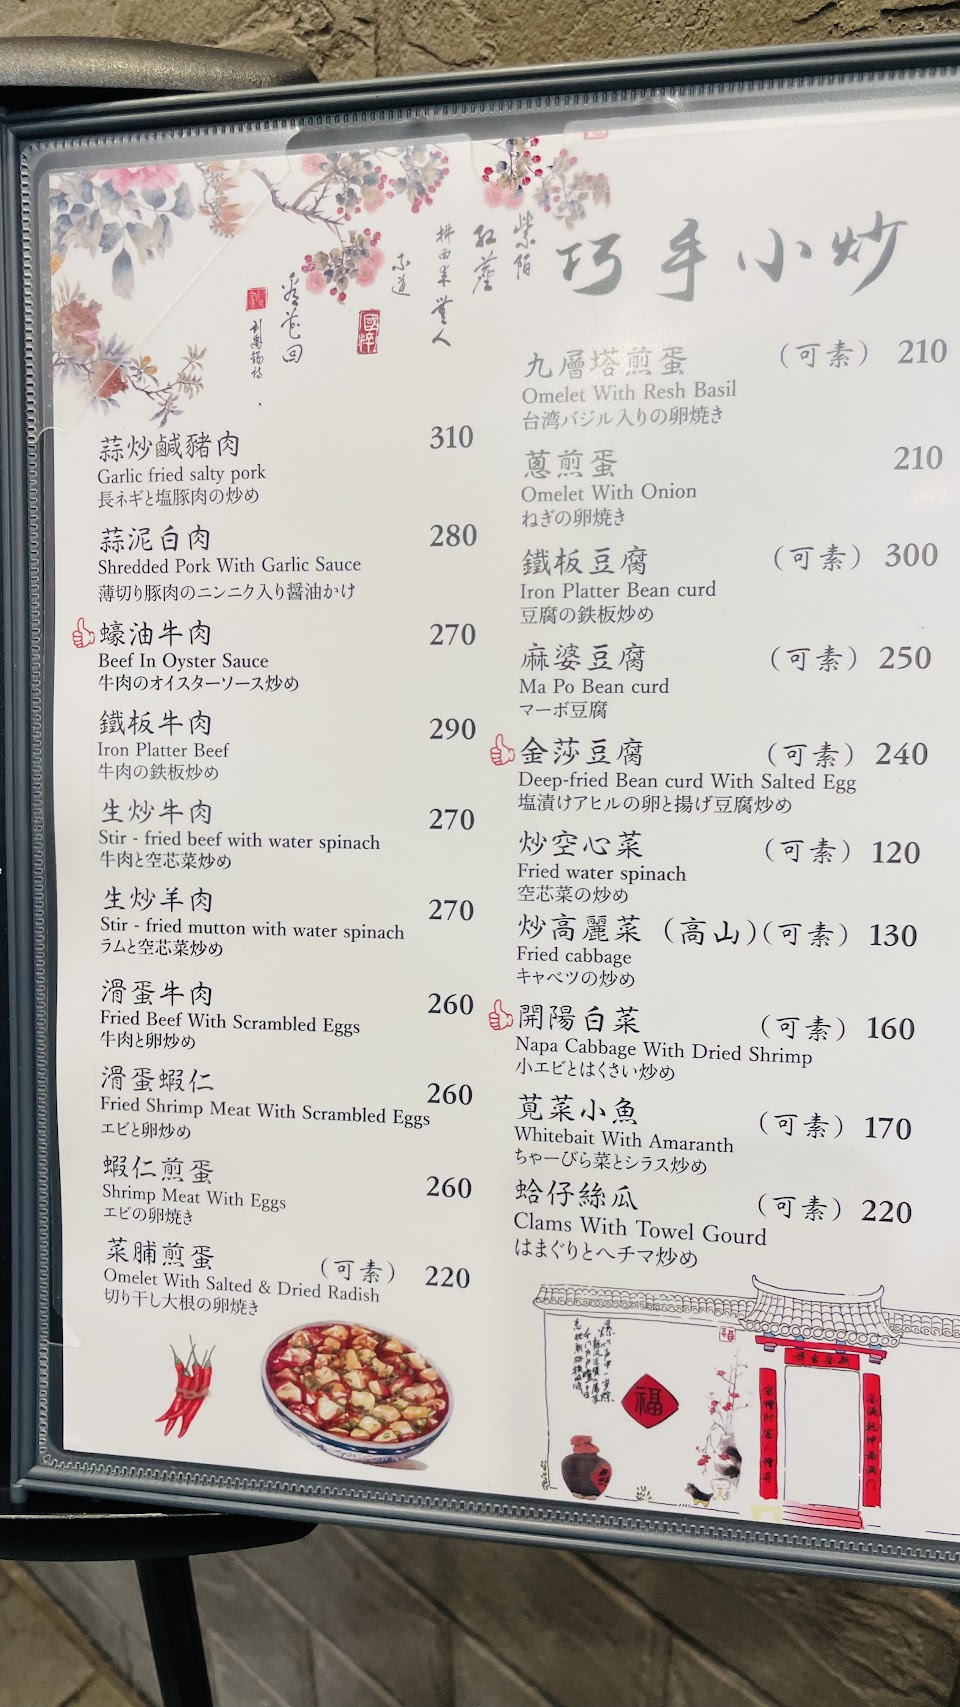 巧手小炒
紫陌
紅塵
國粹
蒜炒鹹豬肉 310
Garlic fried salty pork
長ネギと塩豚肉の炒め
蒜泥白肉 280
Shredded Pork With Garlic Sauce
薄切り豚肉のニンニク入り醤油かけ
蠔油牛肉 270
Beef In Oyster Sauce
牛肉のオイスターソース炒め
鐵板牛肉 290
Iron Platter Beef
牛肉の鉄板炒め
生炒牛肉 270
Stir - fried beef with water spinach
牛肉と空芯菜炒め
生炒羊肉 270
Stir - fried mutton with water spinach
ラムと空芯菜炒め
滑蛋牛肉 260
Fried Beef With Scrambled Eggs
牛肉と卵炒め
滑蛋蝦仁 260
Fried Shrimp Meat With Scrambled Eggs
エビと卵炒め
蝦仁煎蛋 260
Shrimp Meat With Eggs
エビの卵焼き
菜脯煎蛋 (可素) 220
Omelet With Salted & Dried Radish
切り干し大根の卵焼き
九層塔煎蛋 (可素) 210
Omelet With Resh Basil
台湾バジル入りの卵焼き
蔥煎蛋 210
Omelet With Onion
ねぎの卵焼き
鐵板豆腐 (可素) 300
Iron Platter Bean curd
豆腐の鉄板炒め
麻婆豆腐 (可素) 250
Ma Po Bean curd
マーボ豆腐
金莎豆腐 (可素) 240
Deep-fried Bean curd With Salted Egg
塩漬けアヒルの卵と揚げ豆腐炒め
炒空心菜 (可素) 120
Fried water spinach
空芯菜の炒め
炒高麗菜 (高山)(可素) 130
Fried cabbage
キャベツの炒め
開陽白菜 (可素) 160
Napa Cabbage With Dried Shrimp
小エビとはくさい炒め
莧菜小魚 (可素) 170
Whitebait With Amaranth
ちゃーびら菜とシラス炒め
蛤仔絲瓜 (可素) 220
Clams With Towel Gourd
はまぐりとヘチマ炒め
福